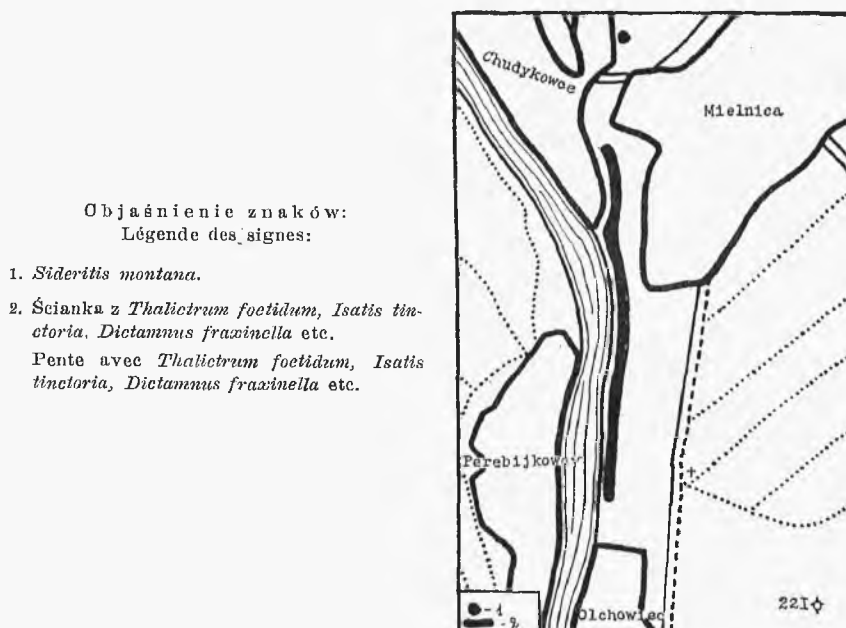 Objaśnienie znaków:
Légende des signes:
1. Sideritis montana.
2. Ścianka z Thalictrum foetidum, Isatis tin-
ctoria, Dictamnus fraxinella etc.
Pente avec Thalictrum foetidum, Isatis
tinctoria, Dictamnus fraxinella etc.
Chudykowce
Mielnica
Perebijkowcy
Olchowiec
221
-1
-2